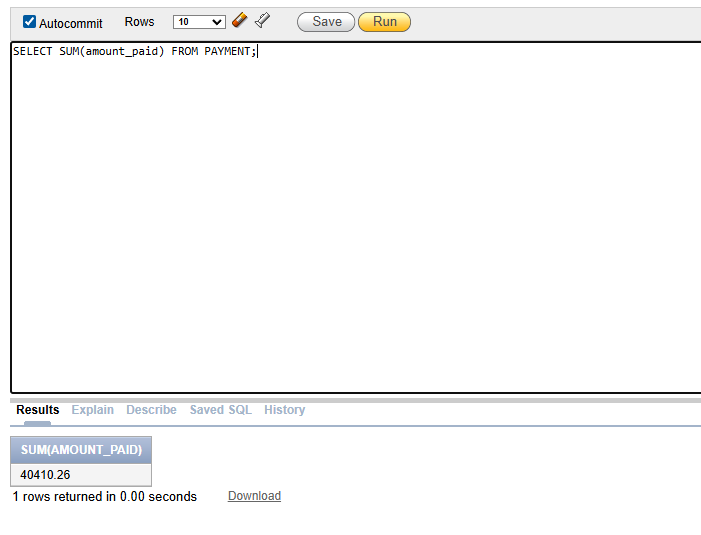 Autocommit Rows 10 Save Run
SELECT SUM(amount_paid) FROM PAYMENT;
Results Explain Describe Saved SQL History
SUM(AMOUNT_PAID)
40410.26
1 rows returned in 0.00 seconds Download